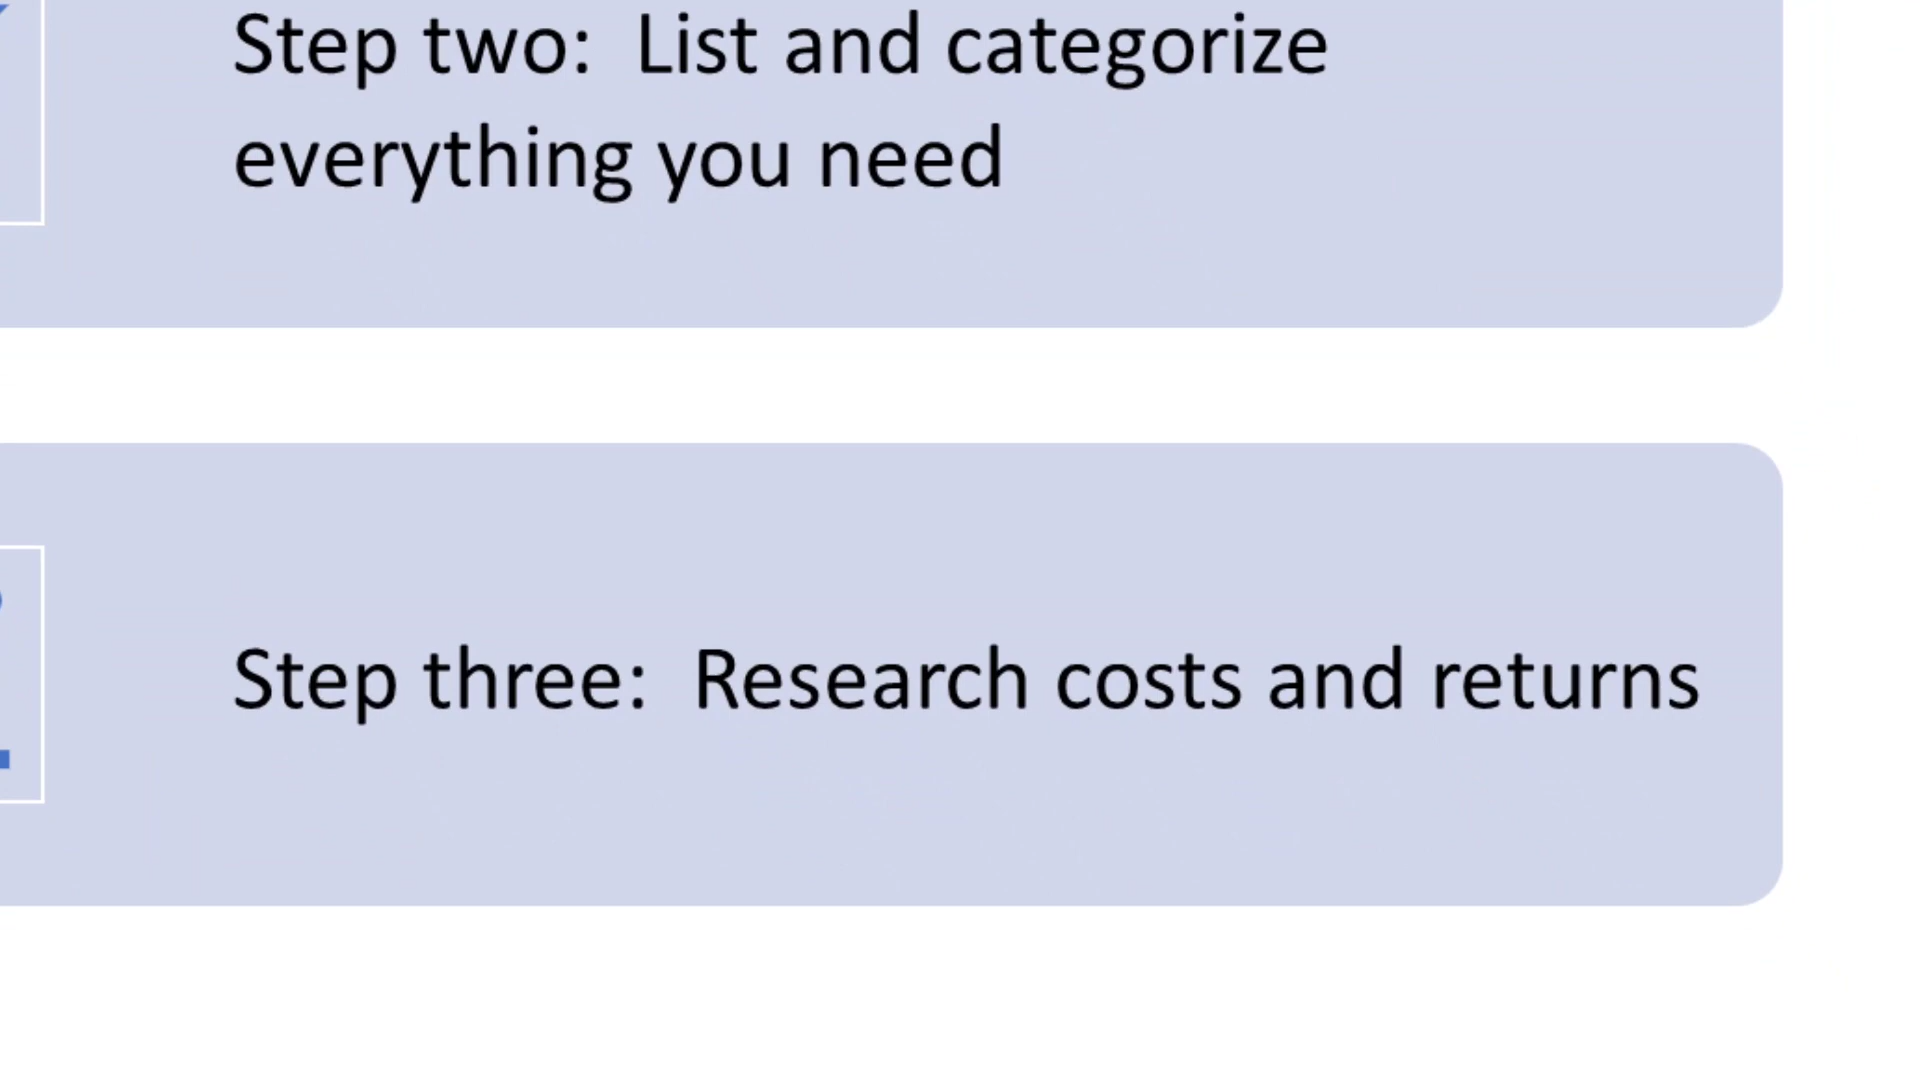 Step two:  List and categorize
everything you need
Step three:  Research costs and returns